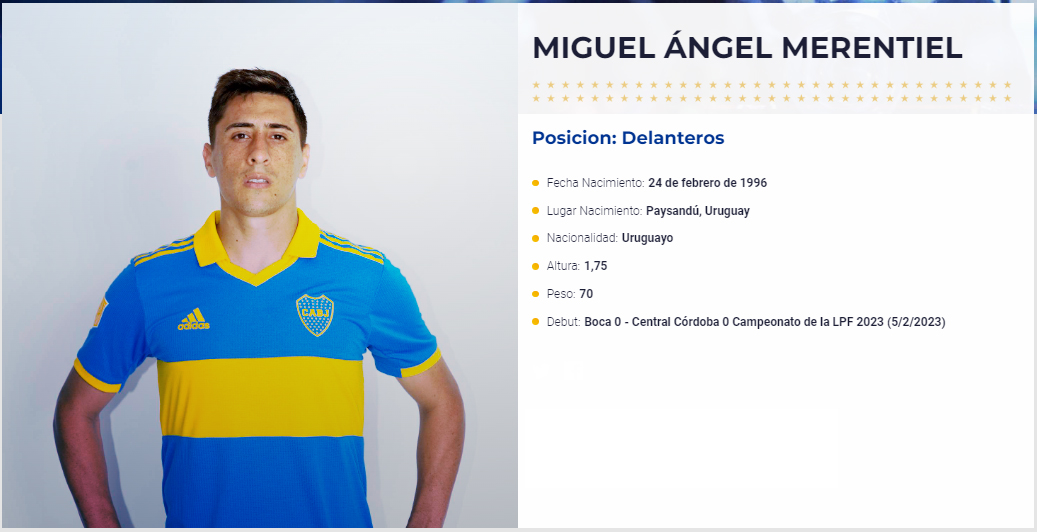 MIGUEL ÁNGEL MERENTIEL
Posicion: Delanteros
Fecha Nacimiento: 24 de febrero de 1996
Lugar Nacimiento: Paysandú, Uruguay
Nacionalidad: Uruguayo
Altura: 1,75
Peso: 70
Debut: Boca 0 - Central Córdoba 0 Campeonato de la LPF 2023 (5/2/2023)
adidas
CABJ